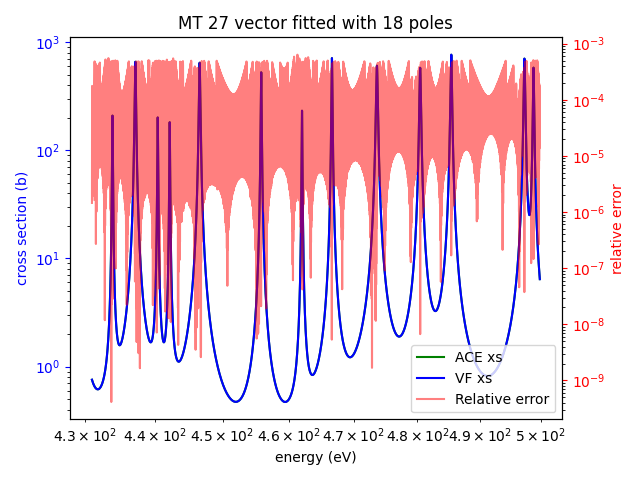 MT 27 vector fitted with 18 poles
10³
10²
10¹
10⁰
cross section (b)
10⁻³
10⁻⁴
10⁻⁵
10⁻⁶
10⁻⁷
10⁻⁸
10⁻⁹
relative error
ACE xs
VF xs
Relative error
4.3 × 10² 4.4 × 10² 4.5 × 10² 4.6 × 10² 4.7 × 10² 4.8 × 10² 4.9 × 10² 5 × 10²
energy (eV)